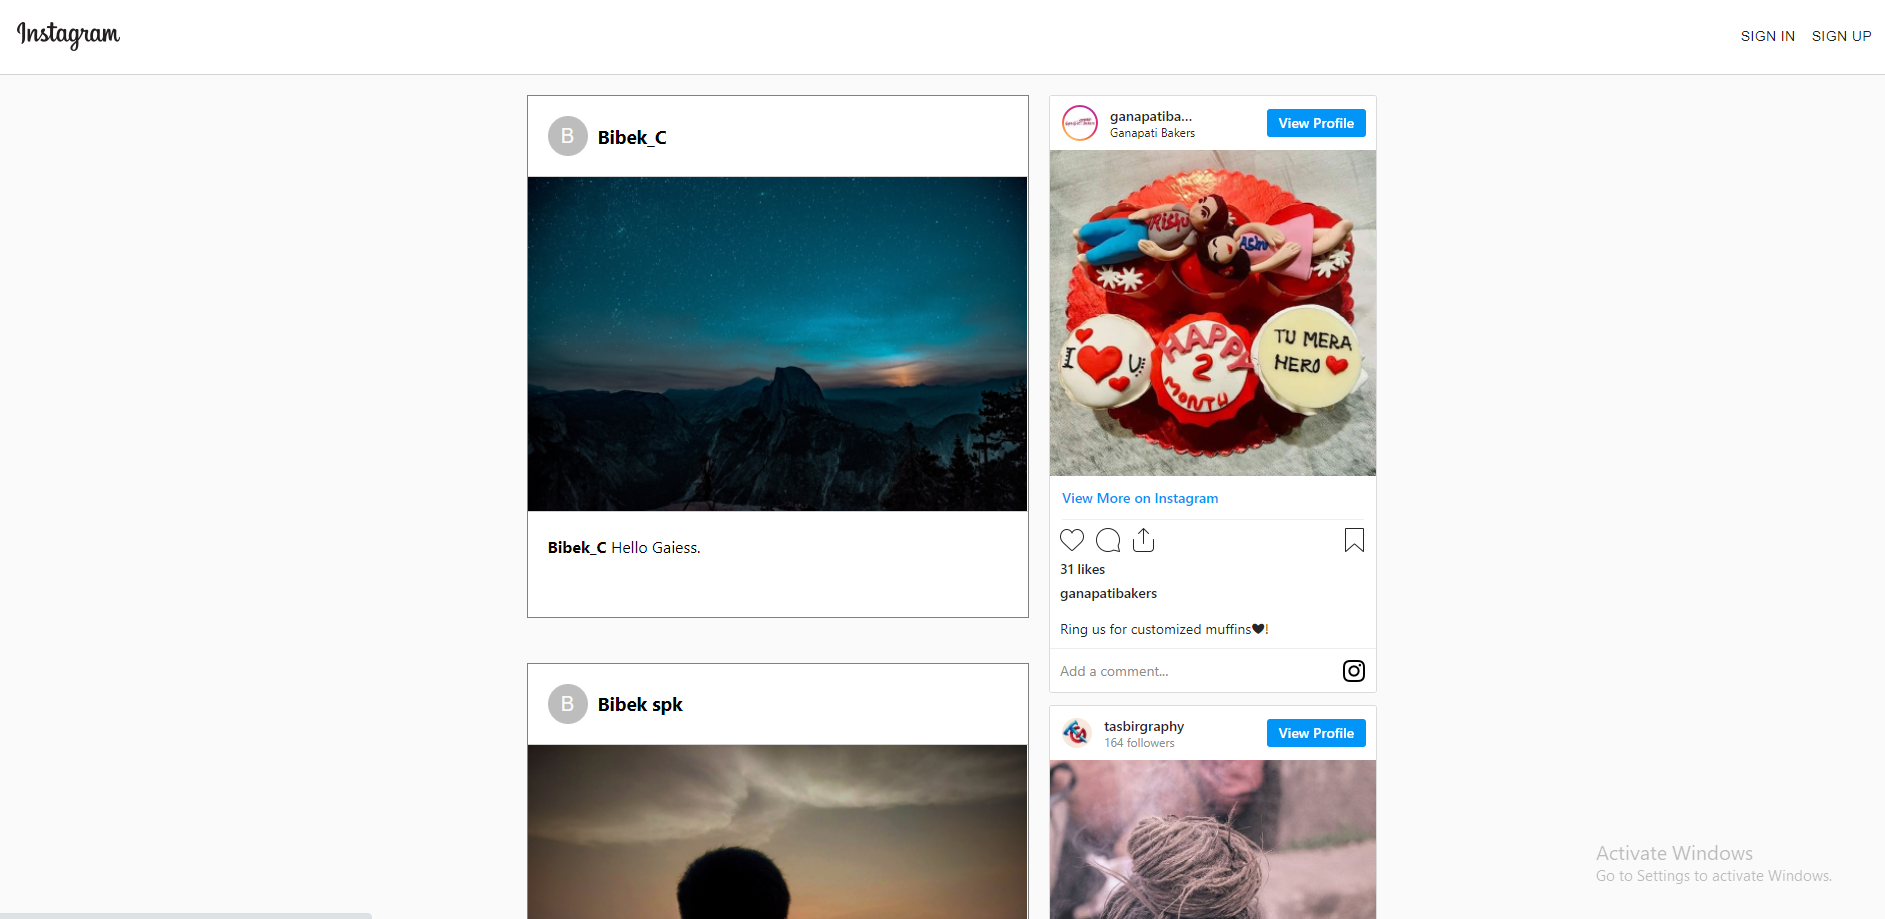 Instagram
SIGN IN SIGN UP
B
Bibek_C
Bibek_C Hello Gaiess.
B
Bibek spk
ganapatiba...
Ganapati Bakers
View Profile
Rishu
Asim
I U
HAPPY
2
MONTH
TU MERA
HERO
View More on Instagram
31 likes
ganapatibakers
Ring us for customized muffins🖤!
Add a comment...
tasbirgraphy
164 followers
View Profile
Activate Windows
Go to Settings to activate Windows.